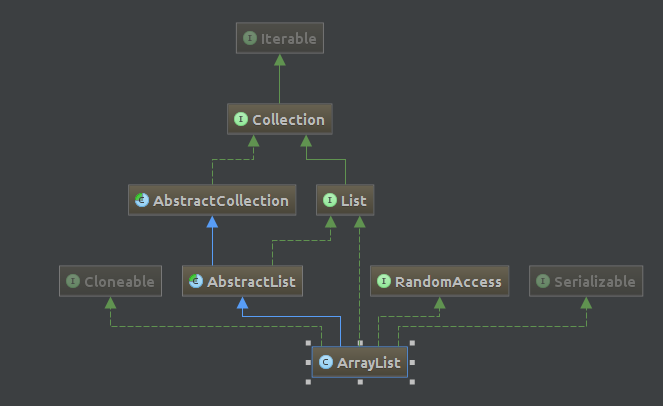 I Iterable
I Collection
C AbstractCollection
I List
I Cloneable
C AbstractList
I RandomAccess
I Serializable
C ArrayList